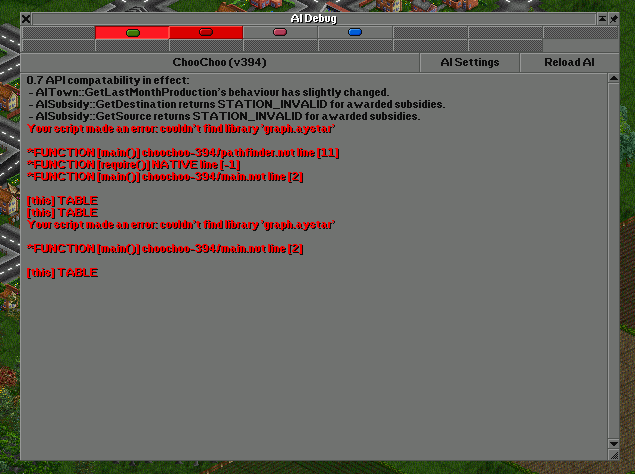 AI Debug
ChooChoo (v394)
AI Settings
Reload AI
0.7 API compatability in effect:
- AITown::GetLastMonthProduction's behaviour has slightly changed.
- AISubsidy::GetDestination returns STATION_INVALID for awarded subsidies.
- AISubsidy::GetSource returns STATION_INVALID for awarded subsidies.
Your script made an error: couldn't find library 'graph.aystar'
*FUNCTION [main()] choochoo-394/pathfinder.nut line [11]
*FUNCTION [require()] NATIVE line [-1]
*FUNCTION [main()] choochoo-394/main.nut line [2]
[this] TABLE
[this] TABLE
Your script made an error: couldn't find library 'graph.aystar'
*FUNCTION [main()] choochoo-394/main.nut line [2]
[this] TABLE